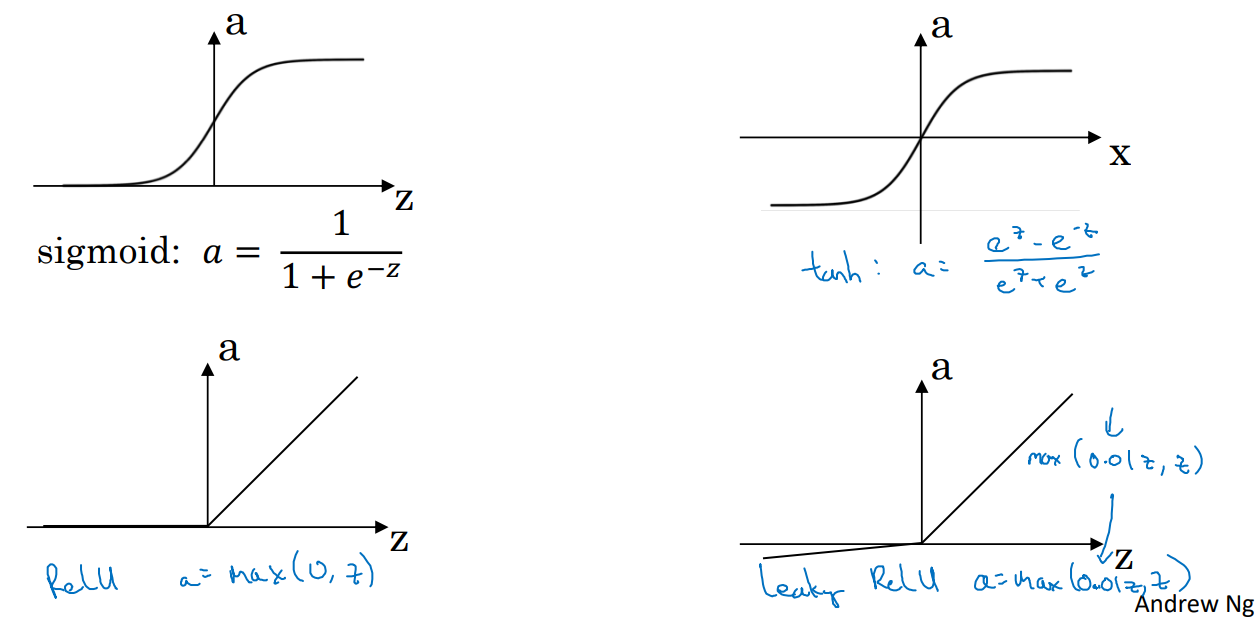 a
z
sigmoid: a = 1 / (1 + e^−z)
a
x
tanh: a = (e^z - e^-z) / (e^z + e^z)
a
z
ReLU a = max(0, z)
a
↓
max(0.01z, z)
z
Leaky ReLU a = max(0.01z, z)
Andrew Ng